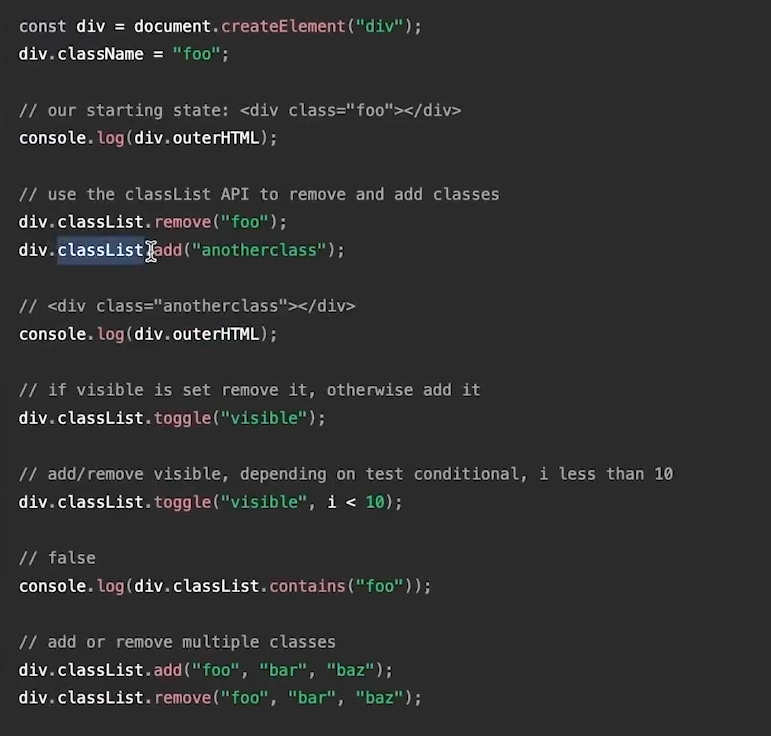 const div = document.createElement("div");
div.className = "foo";
// our starting state: <div class="foo"></div>
console.log(div.outerHTML);
// use the classList API to remove and add classes
div.classList.remove("foo");
div.classList.add("anotherclass");
// <div class="anotherclass"></div>
console.log(div.outerHTML);
// if visible is set remove it, otherwise add it
div.classList.toggle("visible");
// add/remove visible, depending on test conditional, i less than 10
div.classList.toggle("visible", i < 10);
// false
console.log(div.classList.contains("foo"));
// add or remove multiple classes
div.classList.add("foo", "bar", "baz");
div.classList.remove("foo", "bar", "baz");